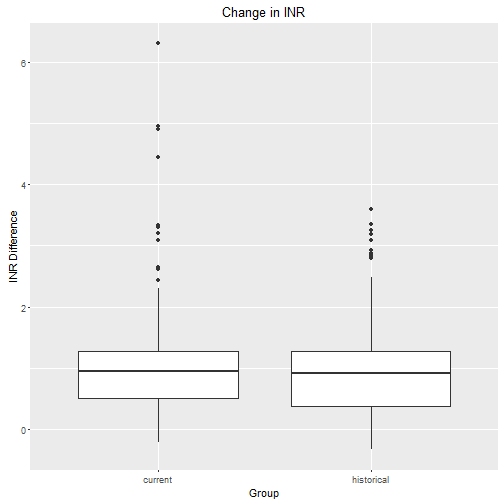 Change in INR
6
4
2
0
INR Difference
current
historical
Group